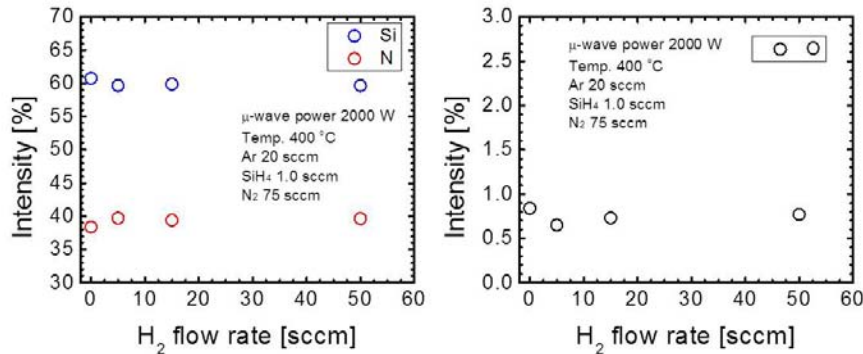 70
65
60
55
50
45
40
35
30
Intensity [%]
Si
N
μ-wave power 2000 W
Temp. 400 °C
Ar 20 sccm
SiH₄ 1.0 sccm
N₂ 75 sccm
0 10 20 30 40 50 60
H₂ flow rate [sccm]
3.0
2.5
2.0
1.5
1.0
0.5
0.0
Intensity [%]
μ-wave power 2000 W
Temp. 400 °C
Ar 20 sccm
SiH₄ 1.0 sccm
N₂ 75 sccm
0 10 20 30 40 50 60
H₂ flow rate [sccm]